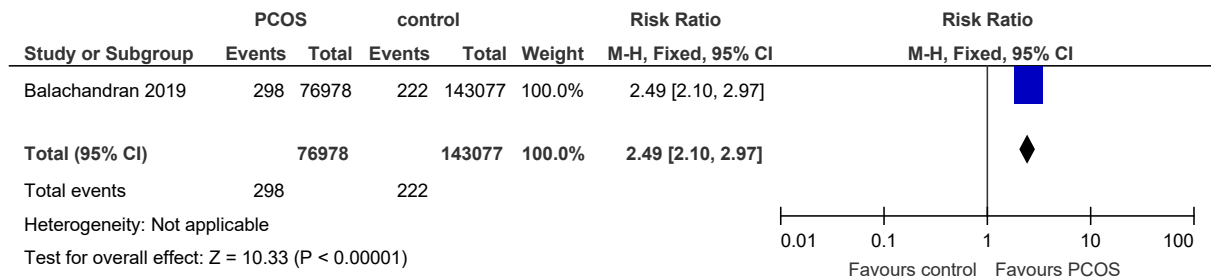 PCOS control Risk Ratio Risk Ratio
Study or Subgroup Events Total Events Total Weight M-H, Fixed, 95% CI M-H, Fixed, 95% CI
Balachandran 2019 298 76978 222 143077 100.0% 2.49 [2.10, 2.97]
Total (95% CI) 76978 143077 100.0% 2.49 [2.10, 2.97]
Total events 298 222
Heterogeneity: Not applicable
Test for overall effect: Z = 10.33 (P < 0.00001)
0.01 0.1 1 10 100
Favours control Favours PCOS